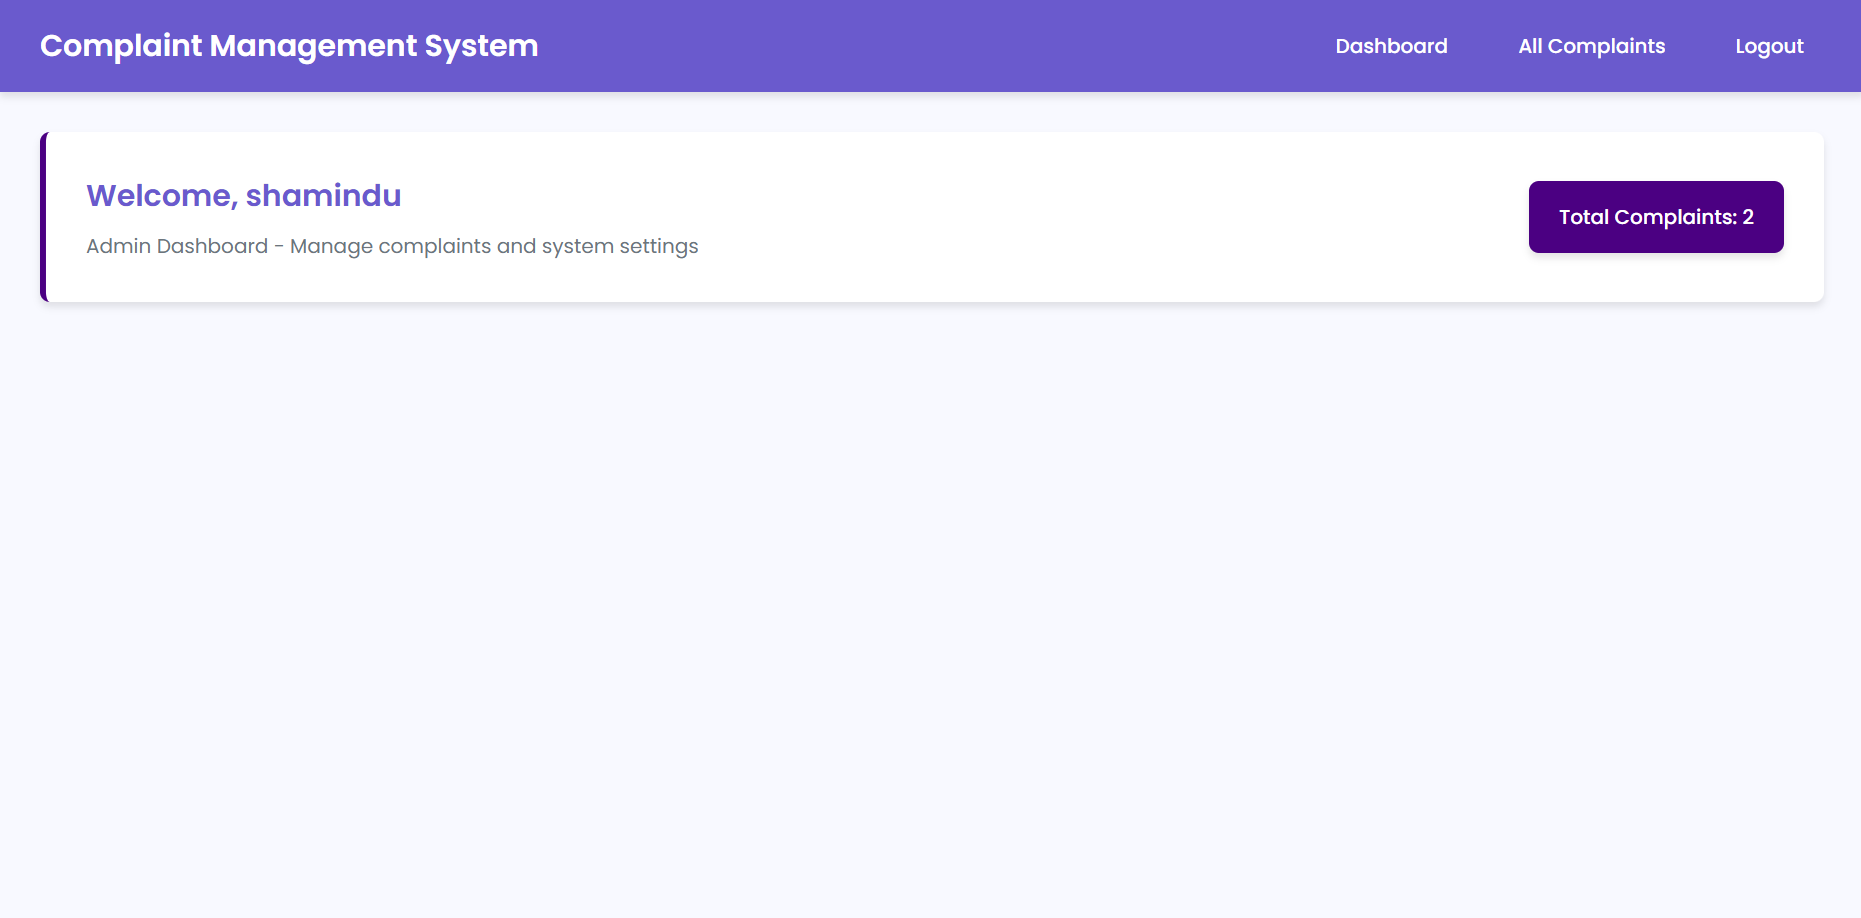 Complaint Management System
Dashboard
All Complaints
Logout
Welcome, shamindu
Admin Dashboard - Manage complaints and system settings
Total Complaints: 2